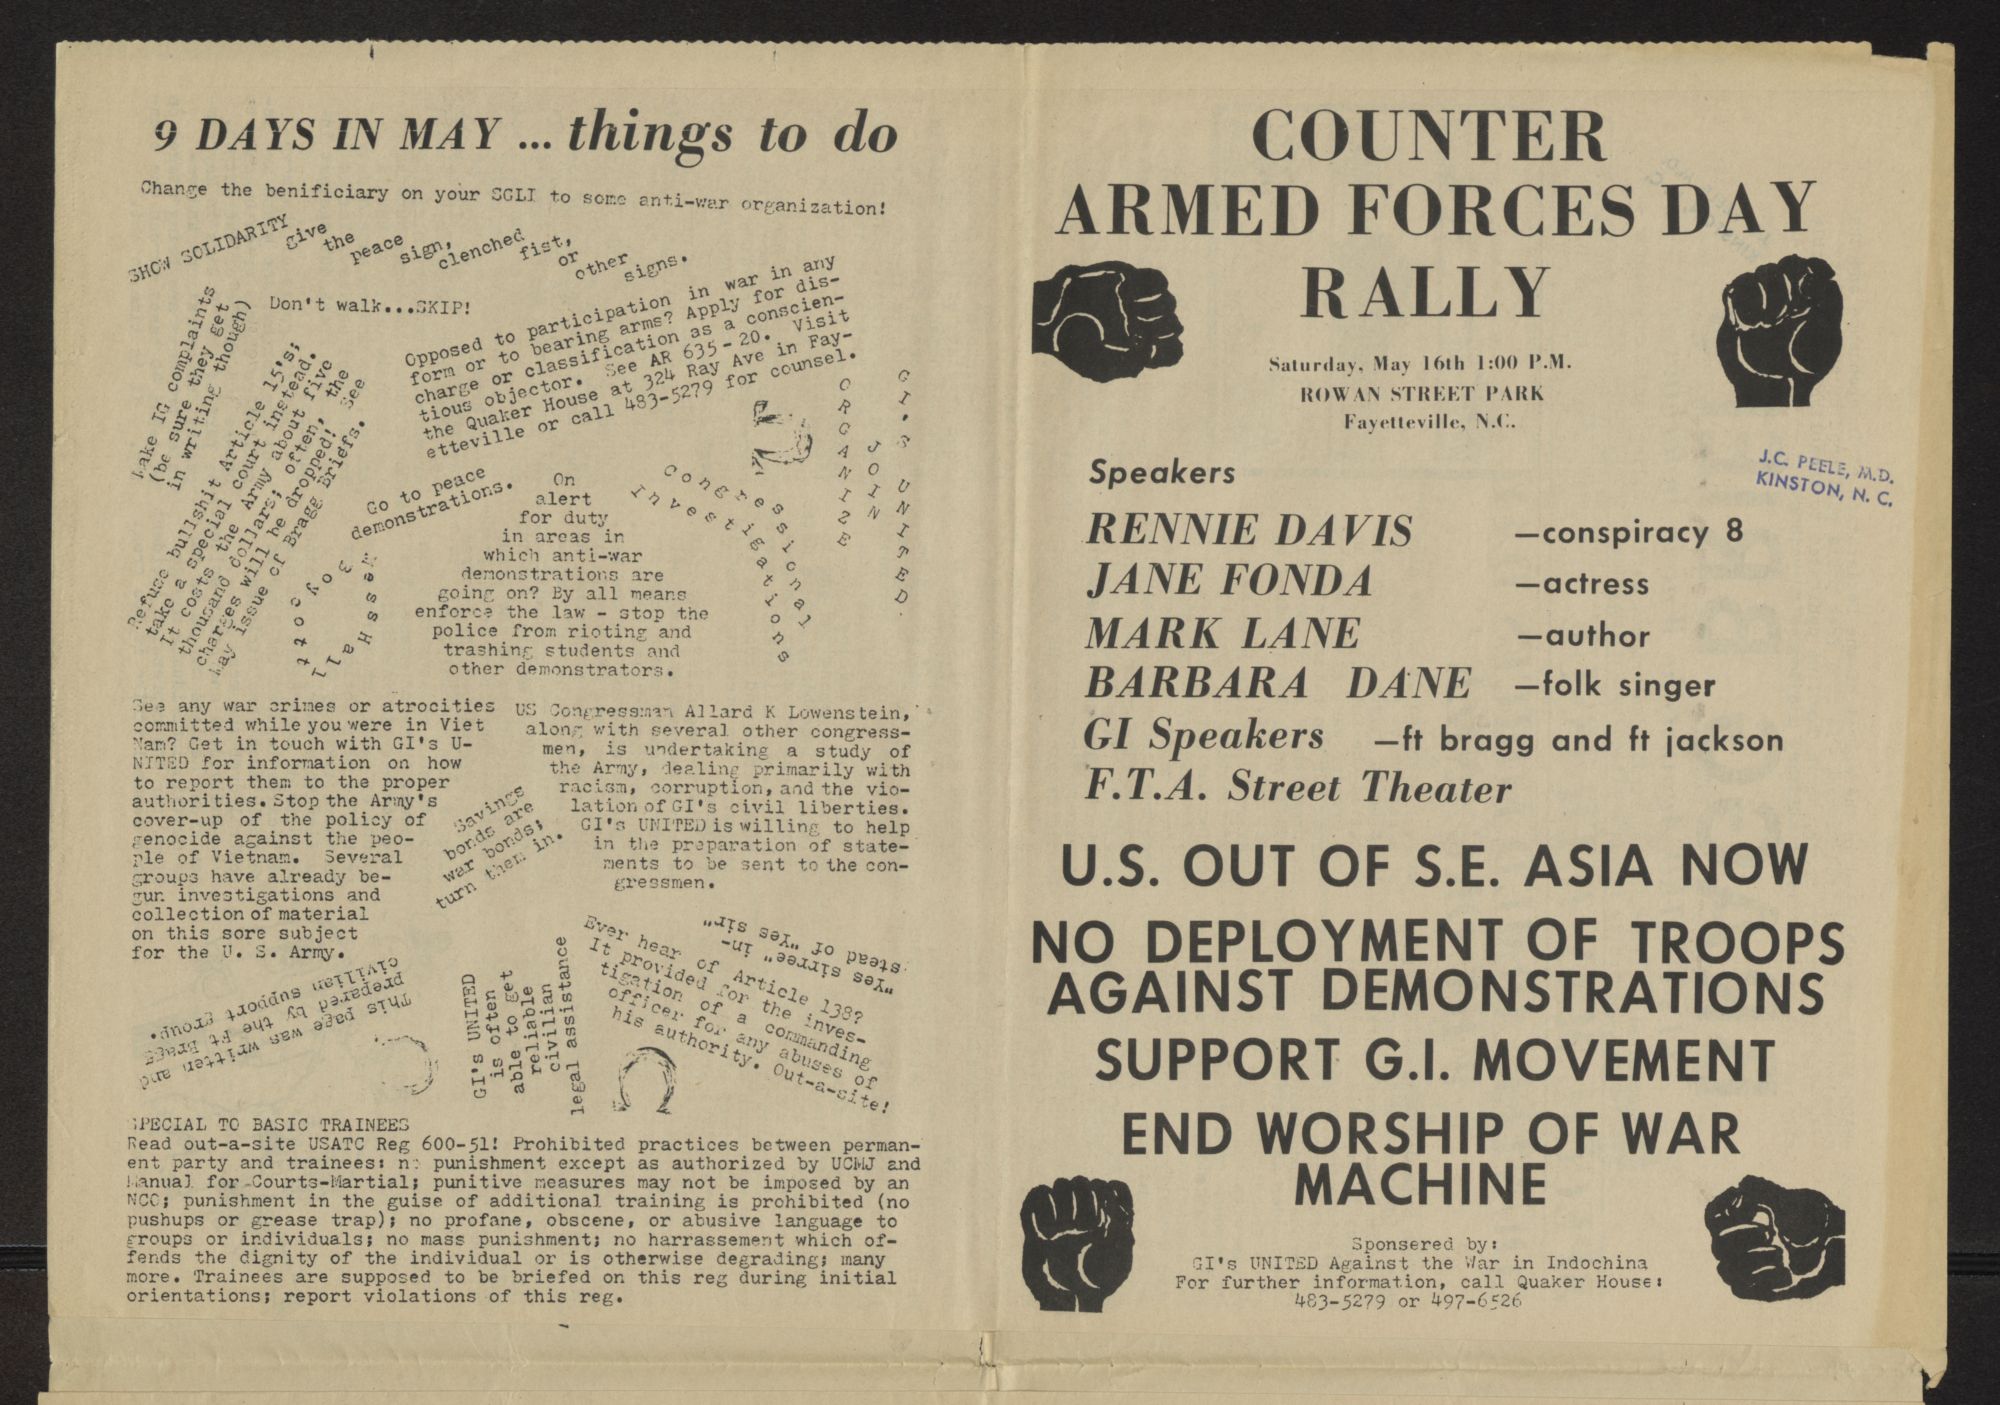 9 DAYS IN MAY ... things to do
Change the benificiary on your SGLI to some anti-war organization!
SHOW SOLIDARITY
give
the
peace
sign,
clenched
fist,
or
other
signs.
Don't walk...SKIP!
Make IG complaints
(be sure they get
in writing though)
Opposed to participation in war in any
form or to bearing arms? Apply for dis-
charge or classification as a conscien-
tious objector. See AR 635-20. Visit
the Quaker House at 324 Ray Ave in Fay-
etteville or call 483-5279 for counsel.
Refuse bullshit Article 15's;
take a special court instead.
It costs the Army about five
thousand dollars; often, the
charges will be dropped! See
May issue of Bragg Briefs.
Go to peace
demonstrations.
Boycott
Mess Hall
On
alert
for duty
in areas in
which anti-war
demonstrations are
going on? By all means
enforce the law - stop the
police from rioting and
trashing students and
other demonstrators.
Congressional
Investigations
ORGANIZE
JOIN
GI's UNITED
See any war crimes or atrocities
committed while you were in Viet
Nam? Get in touch with GI's U-
NITED for information on how
to report them to the proper
authorities. Stop the Army's
cover-up of the policy of
genocide against the peo-
ple of Vietnam. Several
groups have already be-
gun investigations and
collection of material
on this sore subject
for the U. S. Army.
Savings
bonds are
war bonds;
turn them in.
US Congressman Allard K Lowenstein,
along with several other congress-
men, is undertaking a study of
the Army, dealing primarily with
racism, corruption, and the vio-
lation of GI's civil liberties.
GI's UNITED is willing to help
in the preparation of state-
ments to be sent to the con-
gressmen.
This page was written and
prepared by the Ft Bragg
civilian support group.
GI's UNITED
is often
able to get
reliable
civilian
legal assistance
"Yes siree" in-
stead of "Yes sir"
Ever hear of Article 138?
It provided for the inves-
tigation of a commanding
officer for any abuses of
his authority. Out-a-site!
SPECIAL TO BASIC TRAINEES
Read out-a-site USATC Reg 600-51! Prohibited practices between perman-
ent party and trainees: no punishment except as authorized by UCMJ and
Manual for Courts-Martial; punitive measures may not be imposed by an
NCO; punishment in the guise of additional training is prohibited (no
pushups or grease trap); no profane, obscene, or abusive language to
groups or individuals; no mass punishment; no harrassement which of-
fends the dignity of the individual or is otherwise degrading; many
more. Trainees are supposed to be briefed on this reg during initial
orientations; report violations of this reg.
COUNTER
ARMED FORCES DAY
RALLY
Saturday, May 16th 1:00 P.M.
ROWAN STREET PARK
Fayetteville, N.C.
J.C. PEELE, M.D.
KINSTON, N. C.
Speakers
RENNIE DAVIS —conspiracy 8
JANE FONDA —actress
MARK LANE —author
BARBARA DANE —folk singer
GI Speakers —ft bragg and ft jackson
F.T.A. Street Theater
U.S. OUT OF S.E. ASIA NOW
NO DEPLOYMENT OF TROOPS
AGAINST DEMONSTRATIONS
SUPPORT G.I. MOVEMENT
END WORSHIP OF WAR
MACHINE
Sponsered by:
GI's UNITED Against the War in Indochina
For further information, call Quaker House:
483-5279 or 497-6526